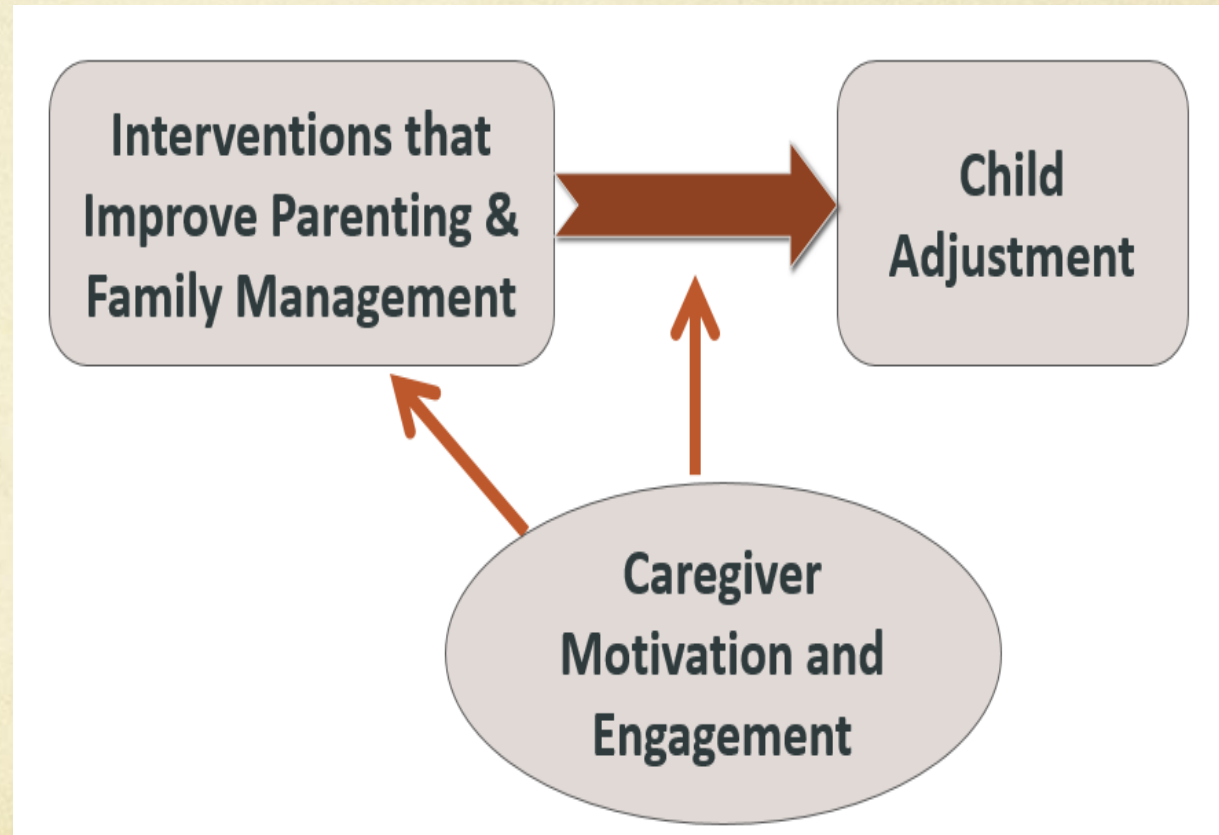 Interventions that
Improve Parenting &
Family Management
Child
Adjustment
Caregiver
Motivation and
Engagement